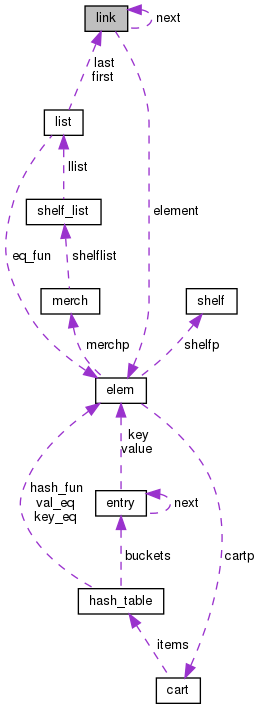 link
next
last
first
list
llist
shelf_list
element
eq_fun
shelflist
merch
shelf
merchp
shelfp
elem
key
value
hash_fun
val_eq
key_eq
entry
next
buckets
cartp
hash_table
items
cart